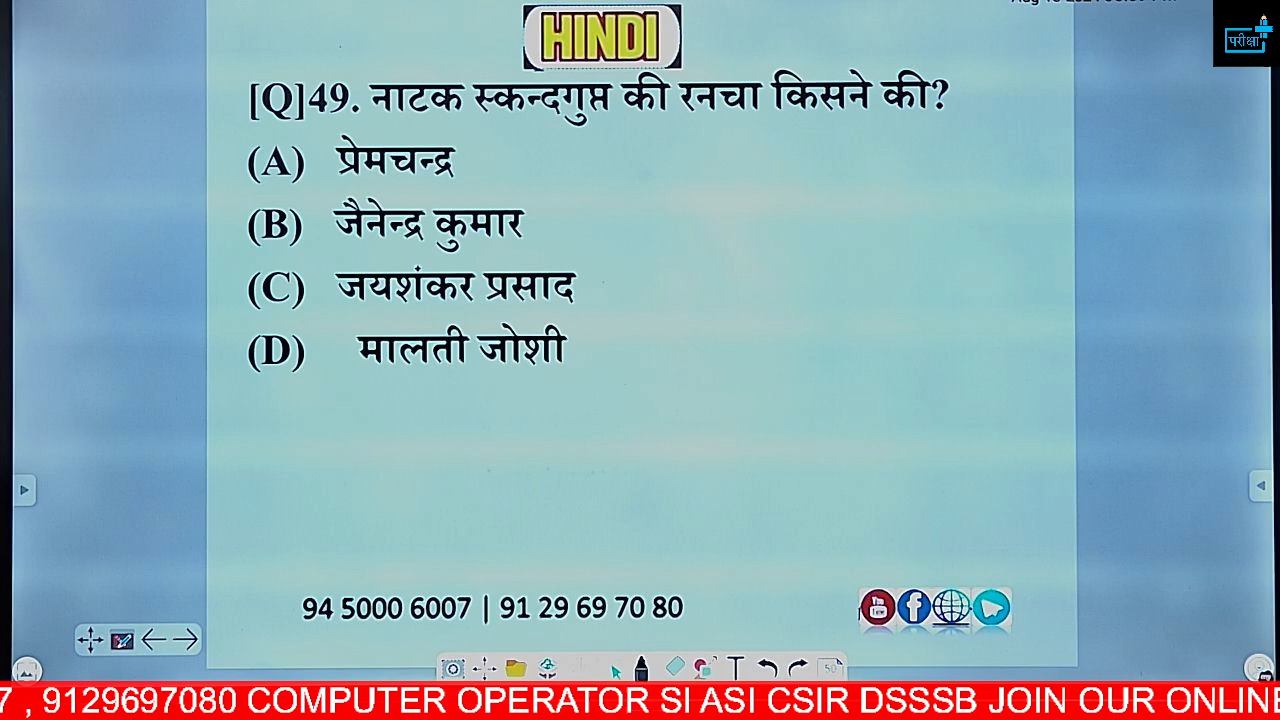 HINDI
परीक्षा
[Q]49. नाटक स्कन्दगुप्त की रनचा किसने की?
(A) प्रेमचन्द्र
(B) जैनेन्द्र कुमार
(C) जयशंकर प्रसाद
(D) मालती जोशी
94 5000 6007 | 91 29 69 70 80
7 , 9129697080 COMPUTER OPERATOR SI ASI CSIR DSSSB JOIN OUR ONLINE